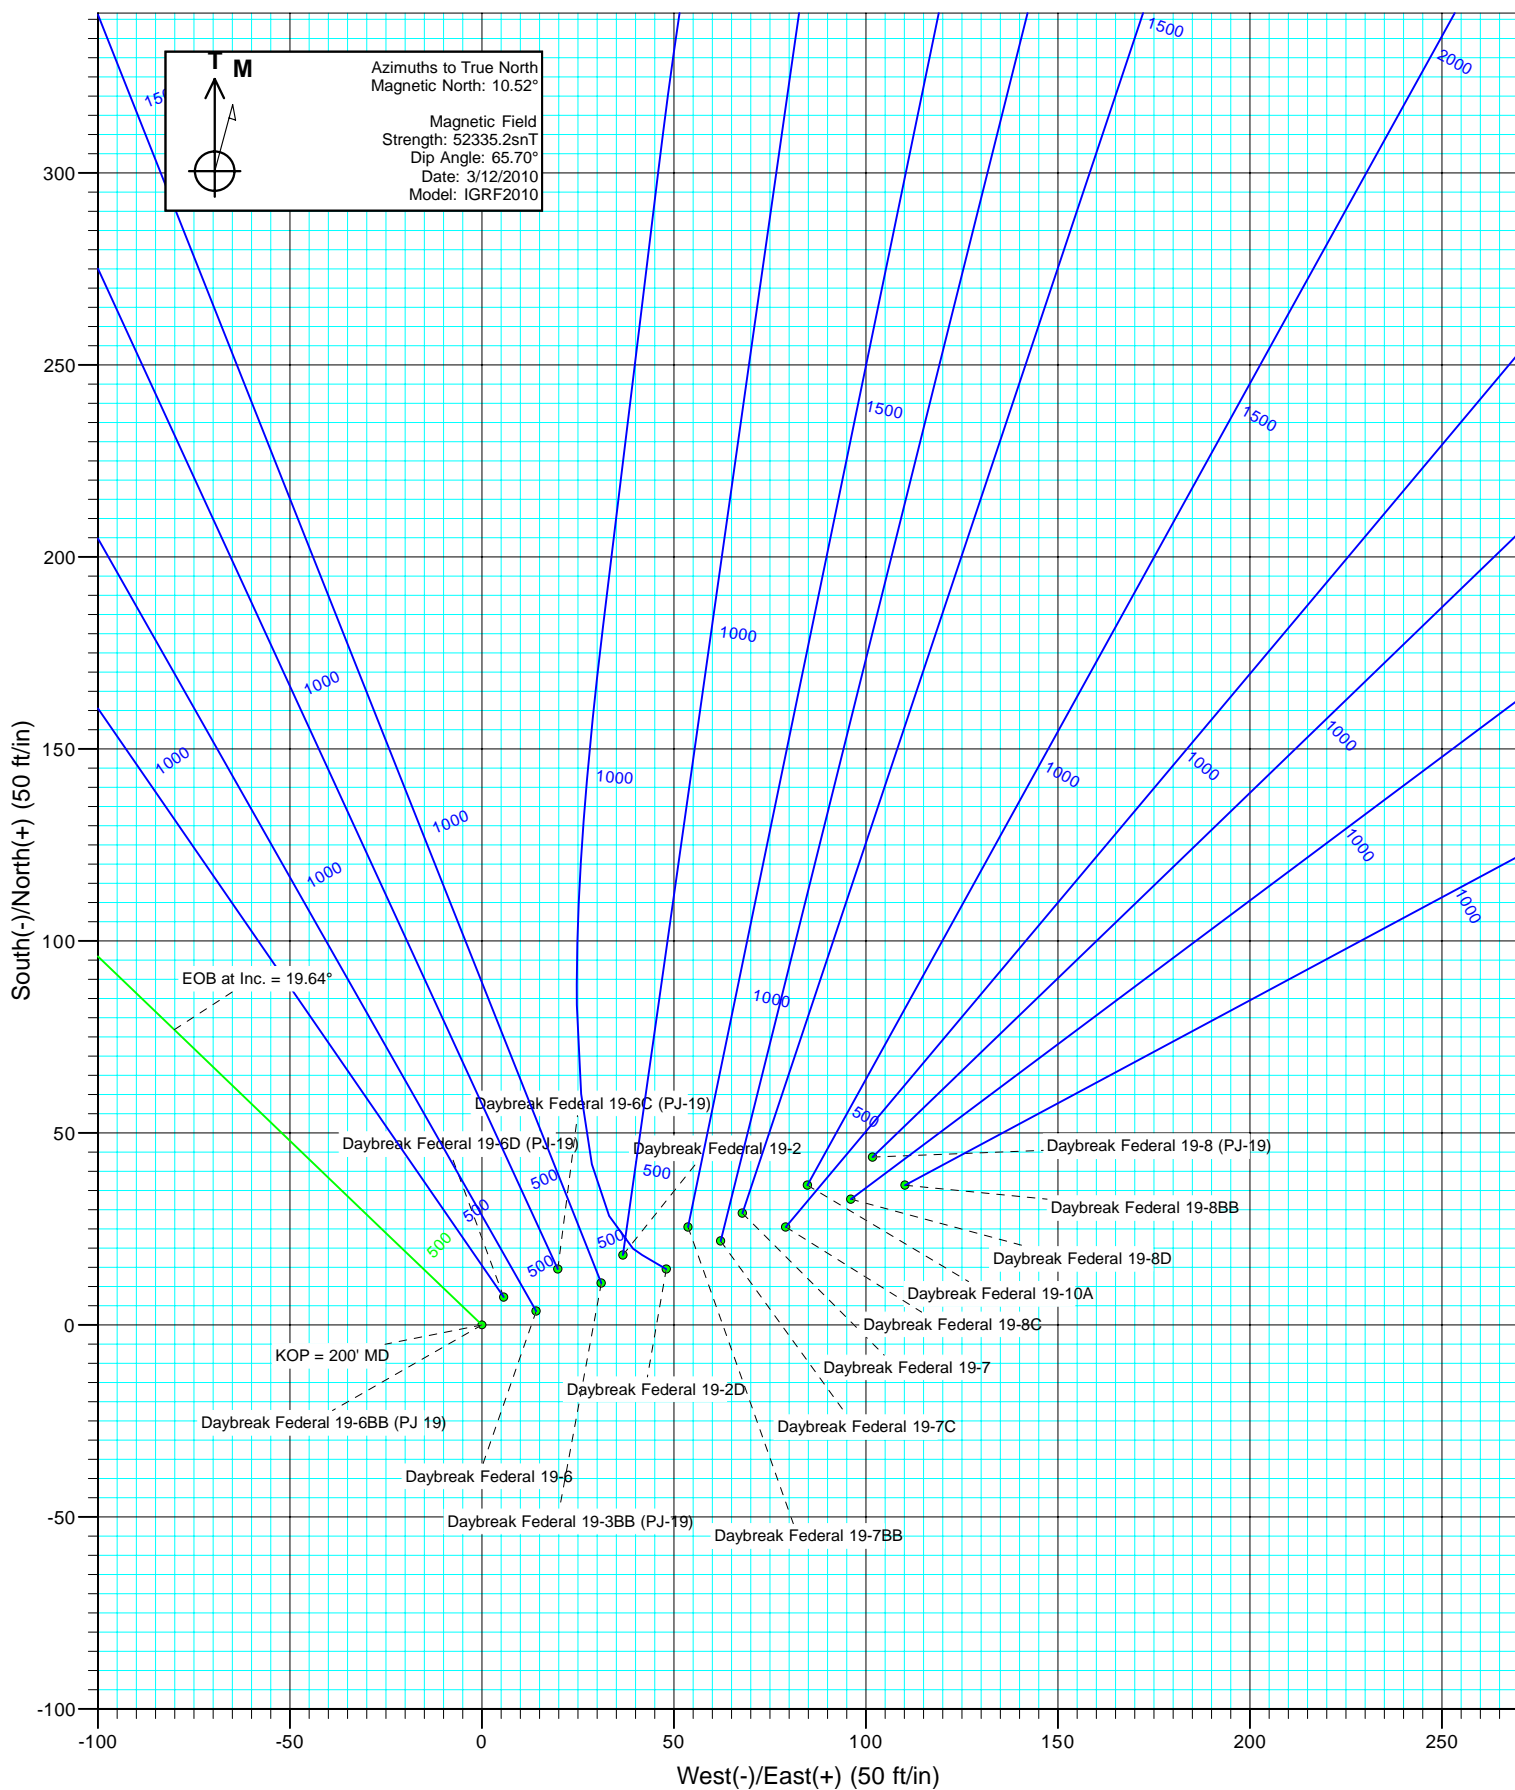 T M
Azimuths to True North
Magnetic North: 10.52°
Magnetic Field
Strength: 52335.2snT
Dip Angle: 65.70°
Date: 3/12/2010
Model: IGRF2010
1500
2000
300
250
1500
1500
200
1000
1000
150
1000
1000
1000
1000
1000
1000
1000
1000
1000
100
1000
1000
EOB at Inc. = 19.64°
Daybreak Federal 19-6C (PJ-19)
500
50
Daybreak Federal 19-6D (PJ-19)
Daybreak Federal 19-2
Daybreak Federal 19-8 (PJ-19)
500
500
Daybreak Federal 19-8BB
500
500
500
500
Daybreak Federal 19-8D
Daybreak Federal 19-10A
0
Daybreak Federal 19-8C
KOP = 200' MD
Daybreak Federal 19-7
Daybreak Federal 19-2D
Daybreak Federal 19-6BB (PJ 19)
Daybreak Federal 19-7C
Daybreak Federal 19-6
Daybreak Federal 19-3BB (PJ-19)
-50
Daybreak Federal 19-7BB
-100
South(-)/North(+) (50 ft/in)
-100 -50 0 50 100 150 200 250
West(-)/East(+) (50 ft/in)